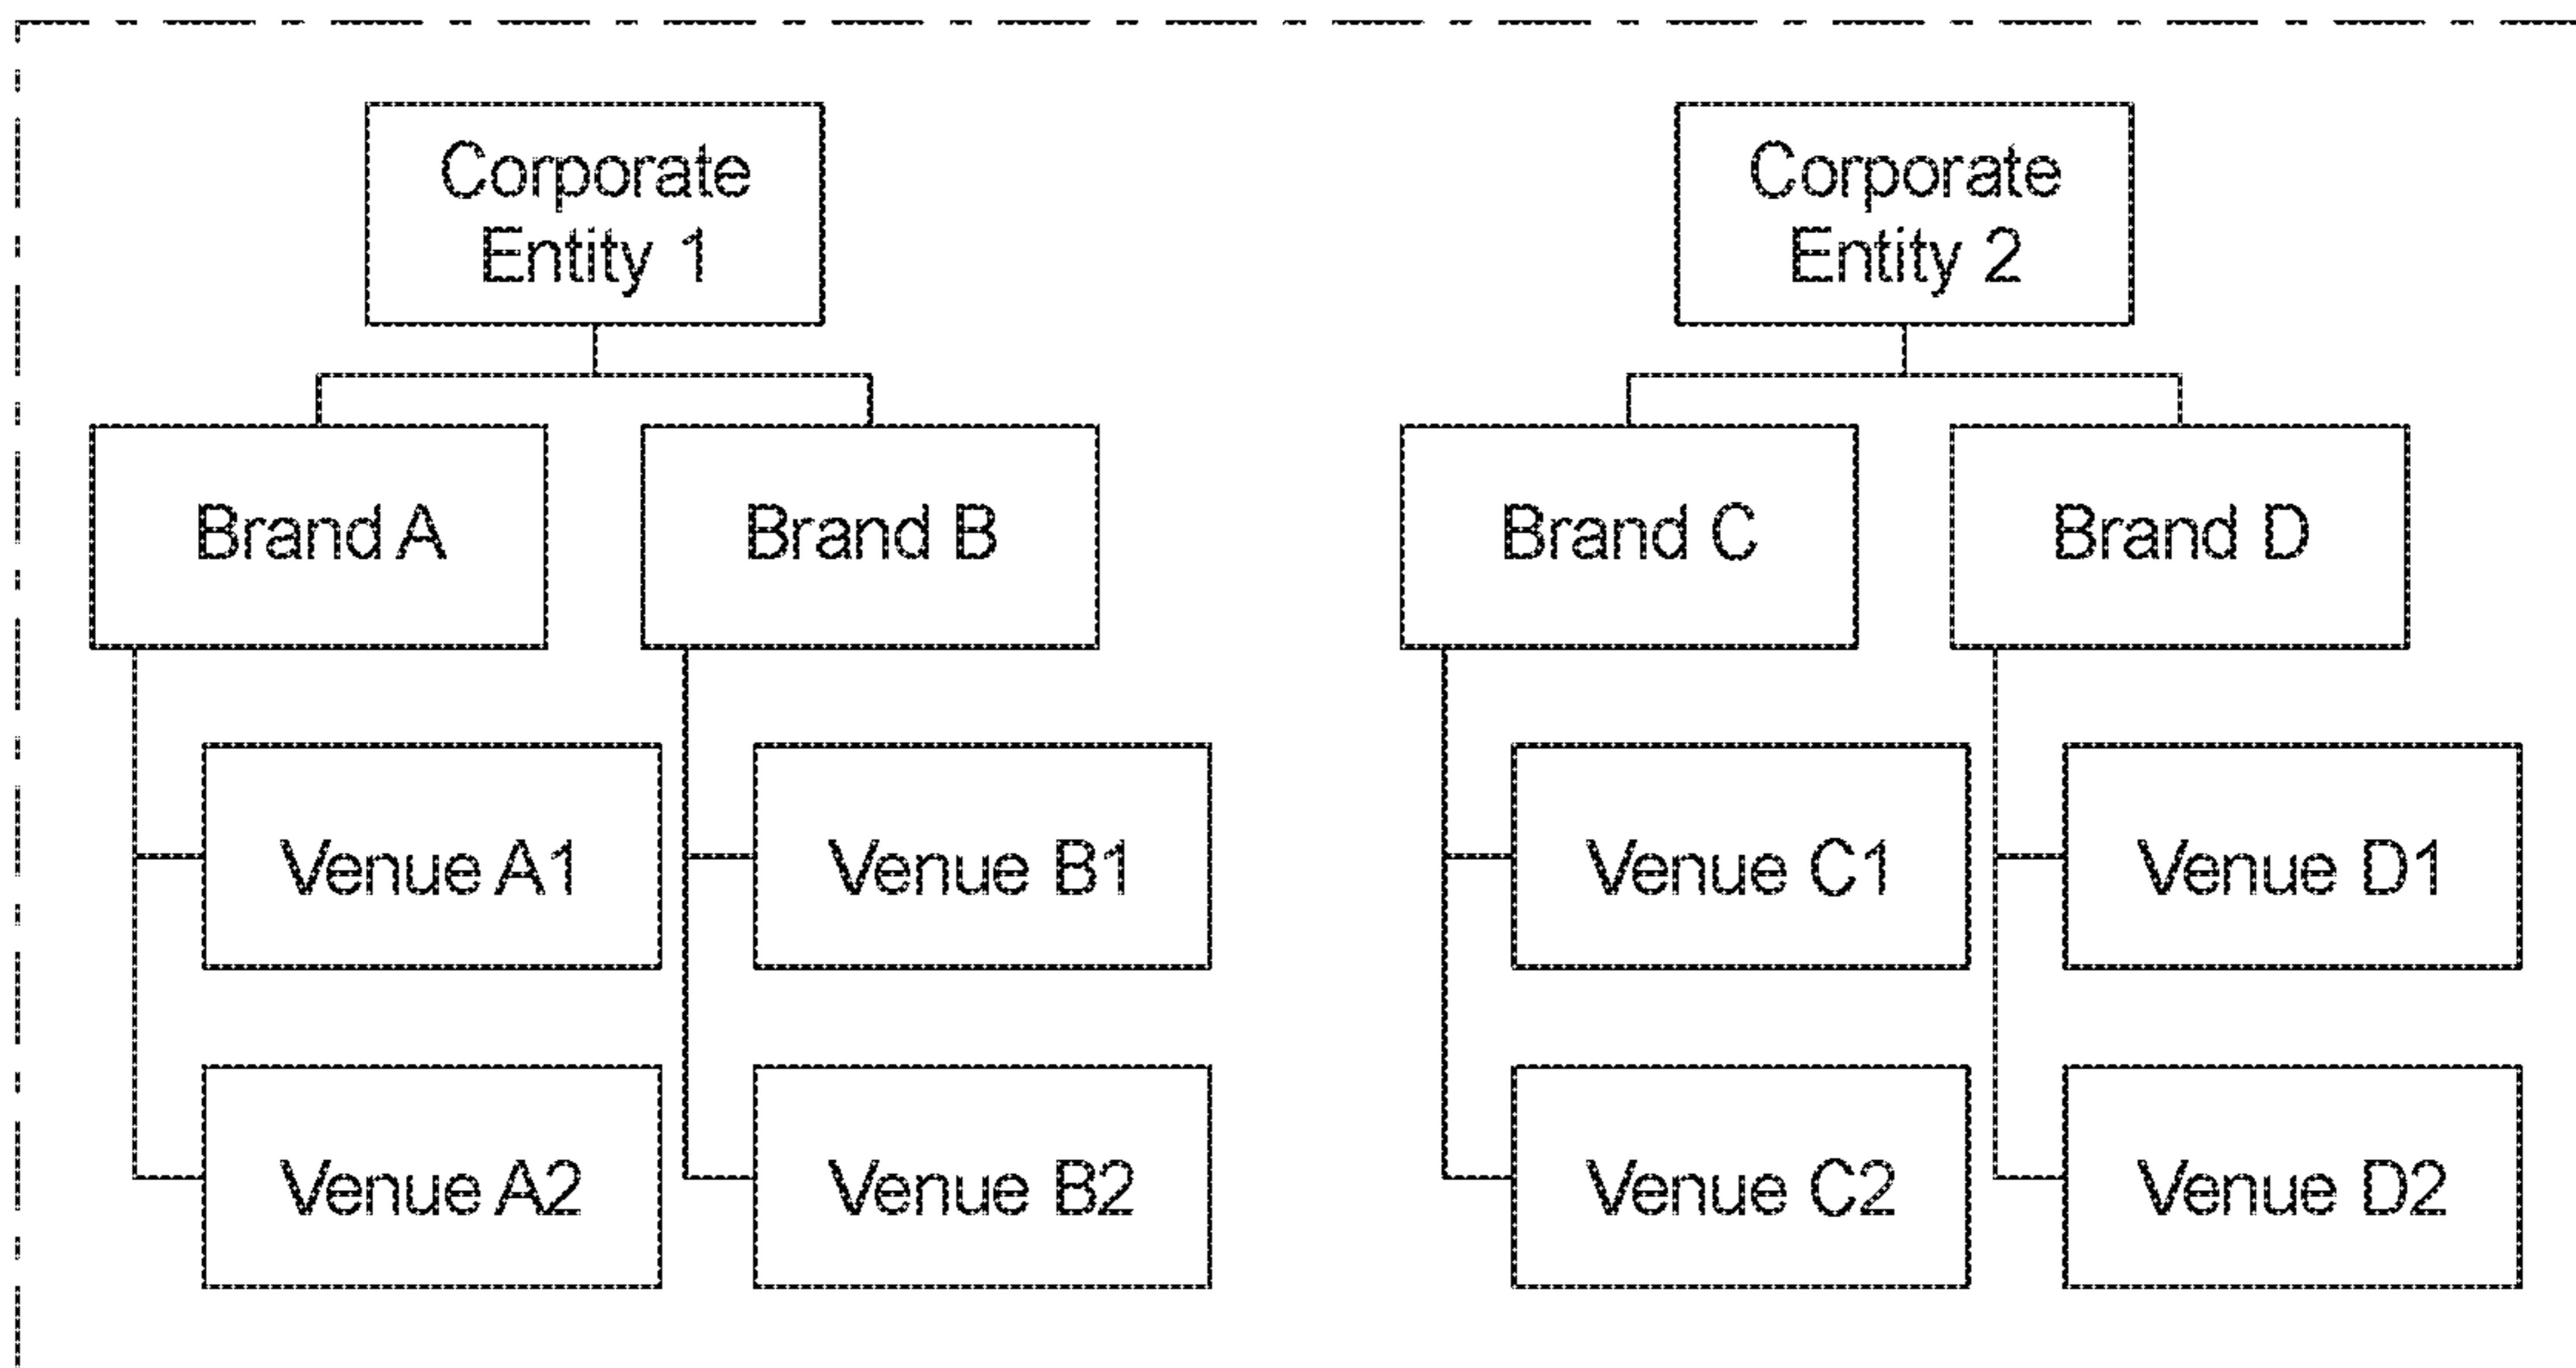 Corporate
Entity 1
Corporate
Entity 2
Brand A
Brand B
Brand C
Brand D
Venue A1
Venue B1
Venue C1
Venue D1
Venue A2
Venue B2
Venue C2
Venue D2